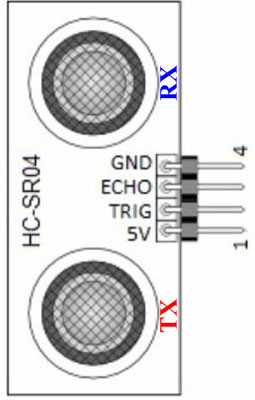 RX
GND
ECHO
TRIG
5V
4
1
HC-SR04
TX